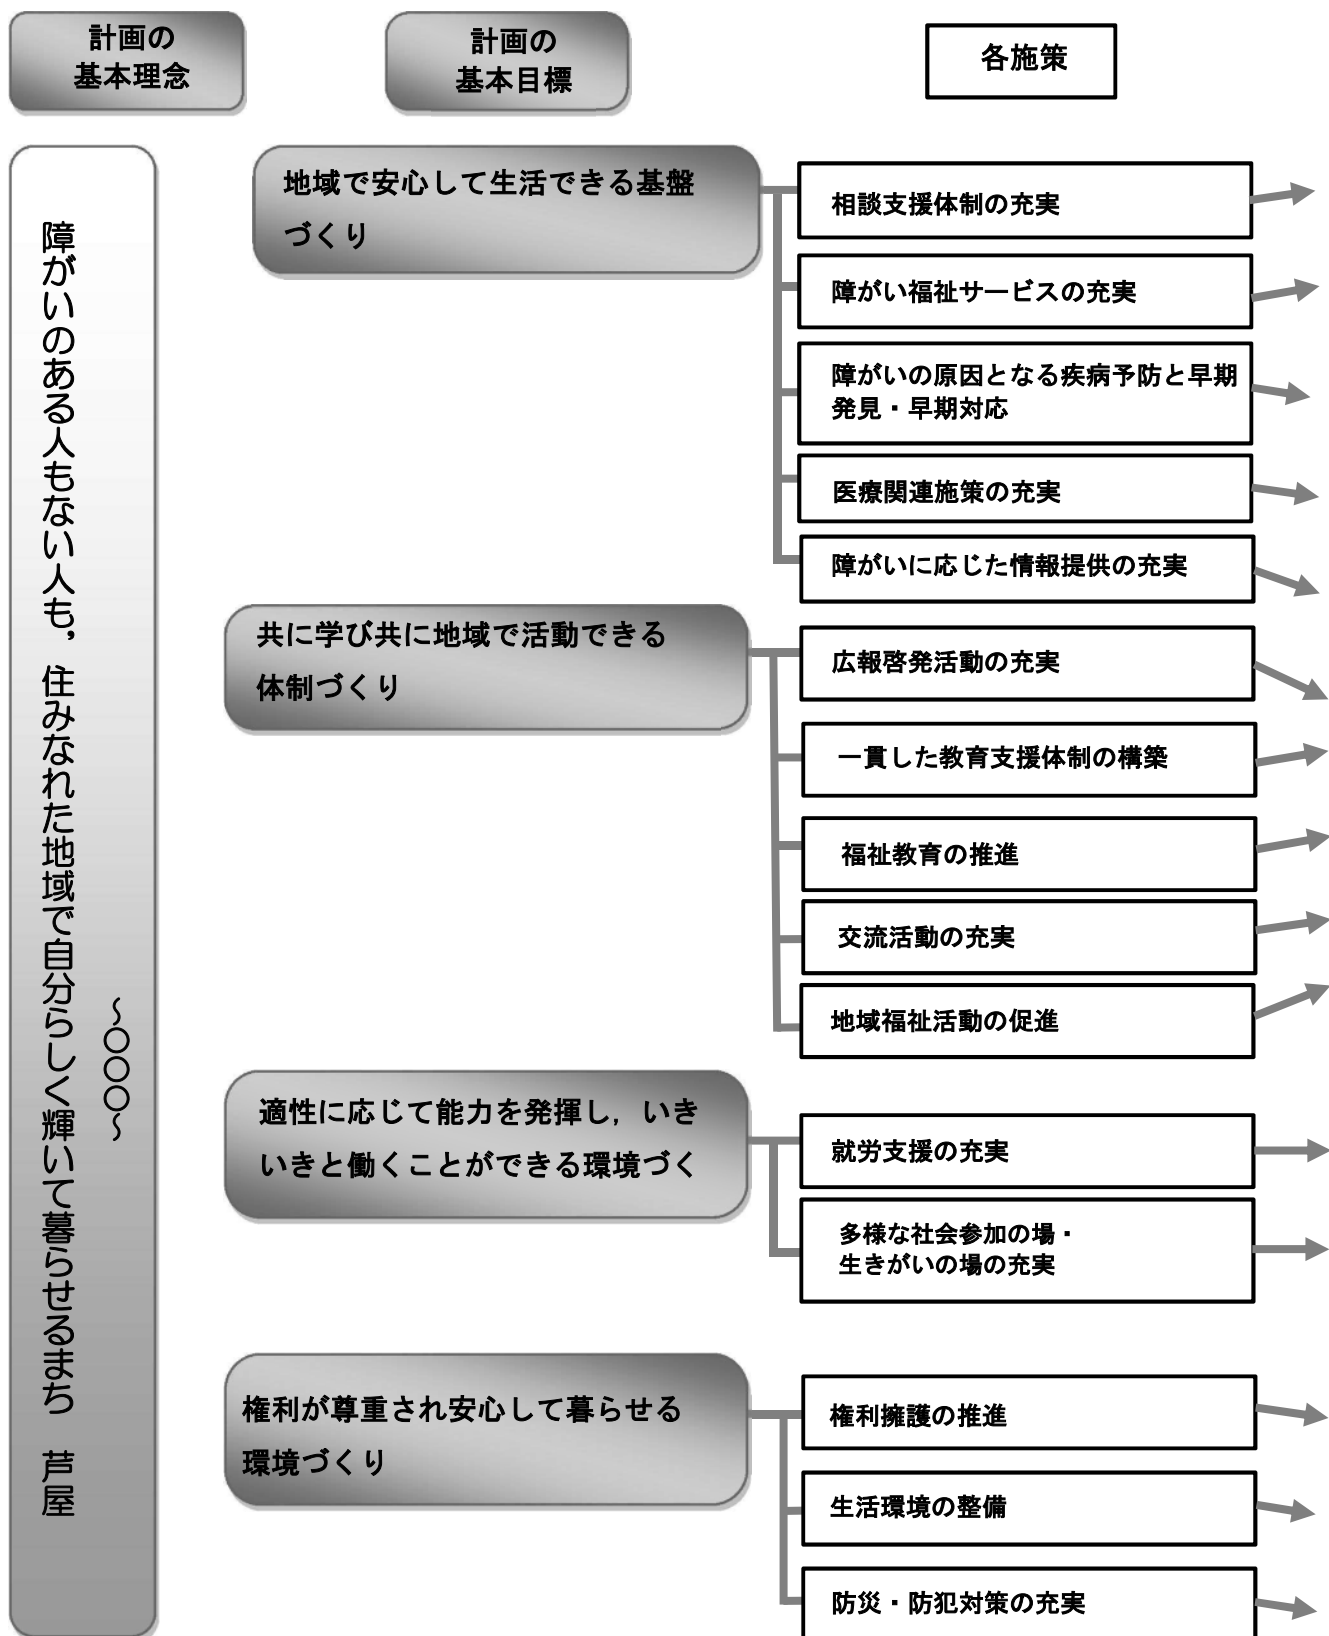 計画の
基本理念
計画の
基本目標
各施策
障がいのある人もない人も，住みなれた地域で自分らしく輝いて暮らせるまち　芦屋
～○○○～
地域で安心して生活できる基盤
づくり
相談支援体制の充実
障がい福祉サービスの充実
障がいの原因となる疾病予防と早期
発見・早期対応
医療関連施策の充実
障がいに応じた情報提供の充実
共に学び共に地域で活動できる
体制づくり
広報啓発活動の充実
一貫した教育支援体制の構築
福祉教育の推進
交流活動の充実
地域福祉活動の促進
適性に応じて能力を発揮し，いき
いきと働くことができる環境づく
就労支援の充実
多様な社会参加の場・
生きがいの場の充実
権利が尊重され安心して暮らせる
環境づくり
権利擁護の推進
生活環境の整備
防災・防犯対策の充実